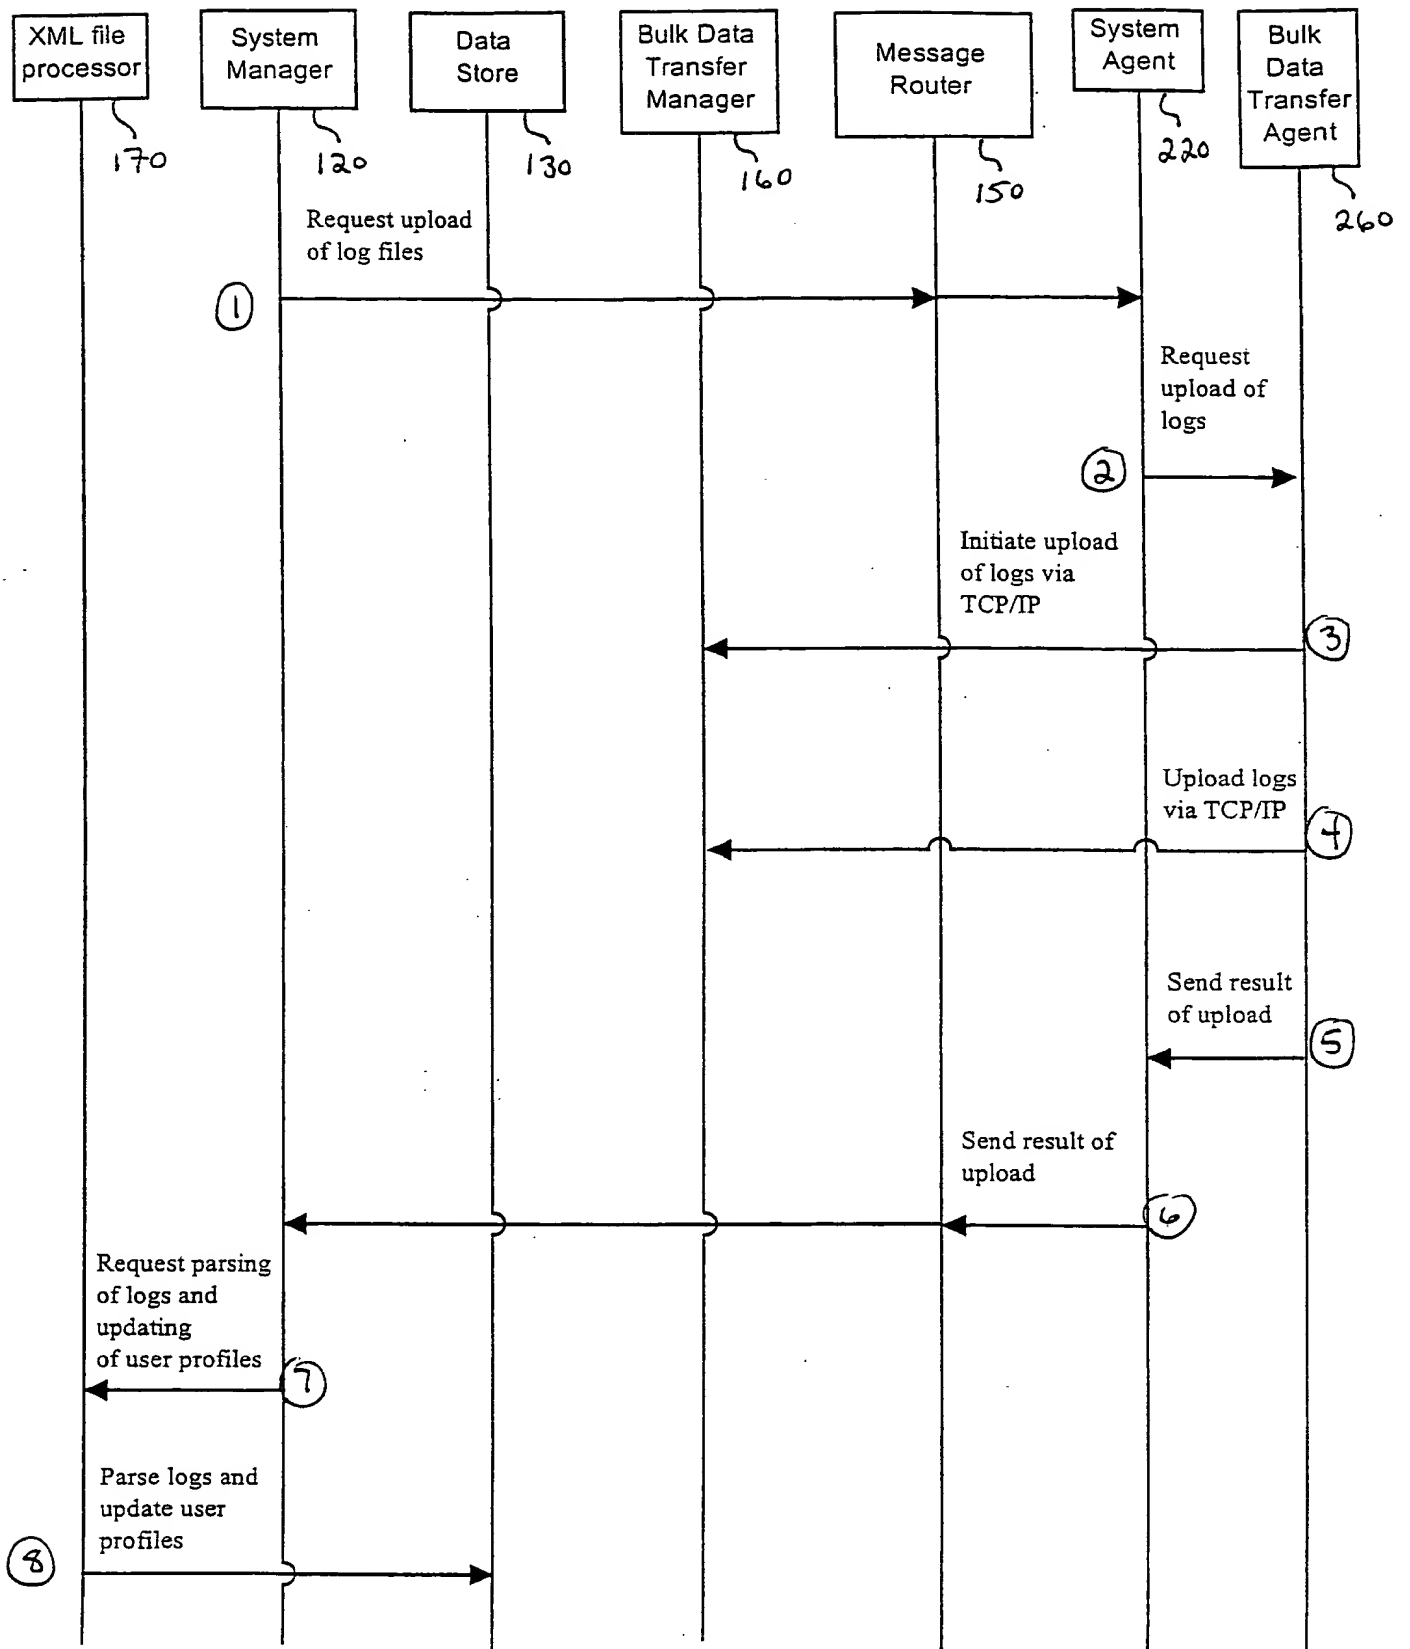 XML file
processor
System
Manager
Data
Store
Bulk Data
Transfer
Manager
Message
Router
System
Agent
Bulk
Data
Transfer
Agent
170
120
130
160
150
220
260
Request upload
of log files
1
Request
upload of
logs
2
Initiate upload
of logs via
TCP/IP
3
Upload logs
via TCP/IP
4
Send result
of upload
5
Send result of
upload
6
Request parsing
of logs and
updating
of user profiles
7
Parse logs and
update user
profiles
8